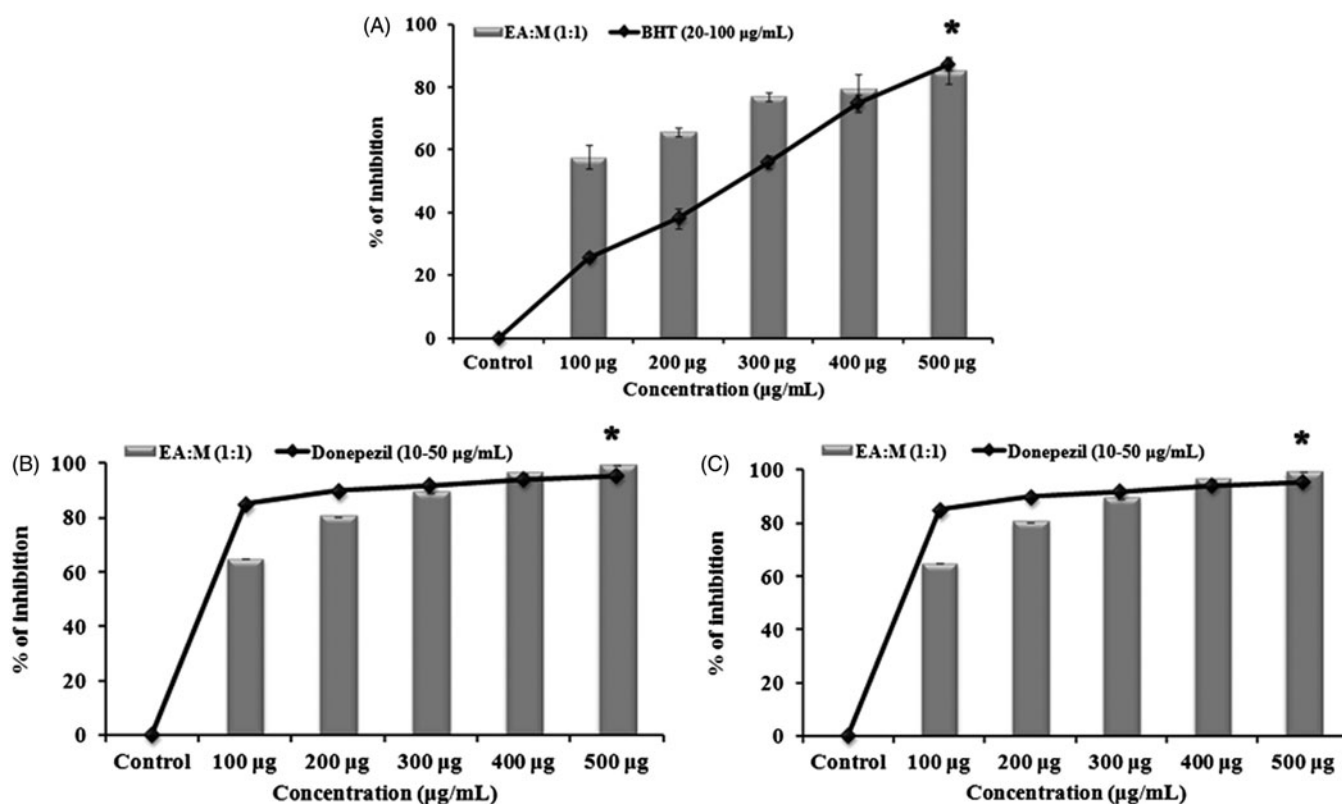 (A)
EA:M (1:1) BHT (20-100 µg/mL)
*
100
80
60
40
20
0
% of inhibition
Control 100 µg 200 µg 300 µg 400 µg 500 µg
Concentration (µg/mL)
(B)
EA:M (1:1) Donepezil (10-50 µg/mL)
*
100
80
60
40
20
0
% of inhibition
Control 100 µg 200 µg 300 µg 400 µg 500 µg
Concentration (µg/mL)
(C)
EA:M (1:1) Donepezil (10-50 µg/mL)
*
100
80
60
40
20
0
% of inhibition
Control 100 µg 200 µg 300 µg 400 µg 500 µg
Concentration (µg/mL)